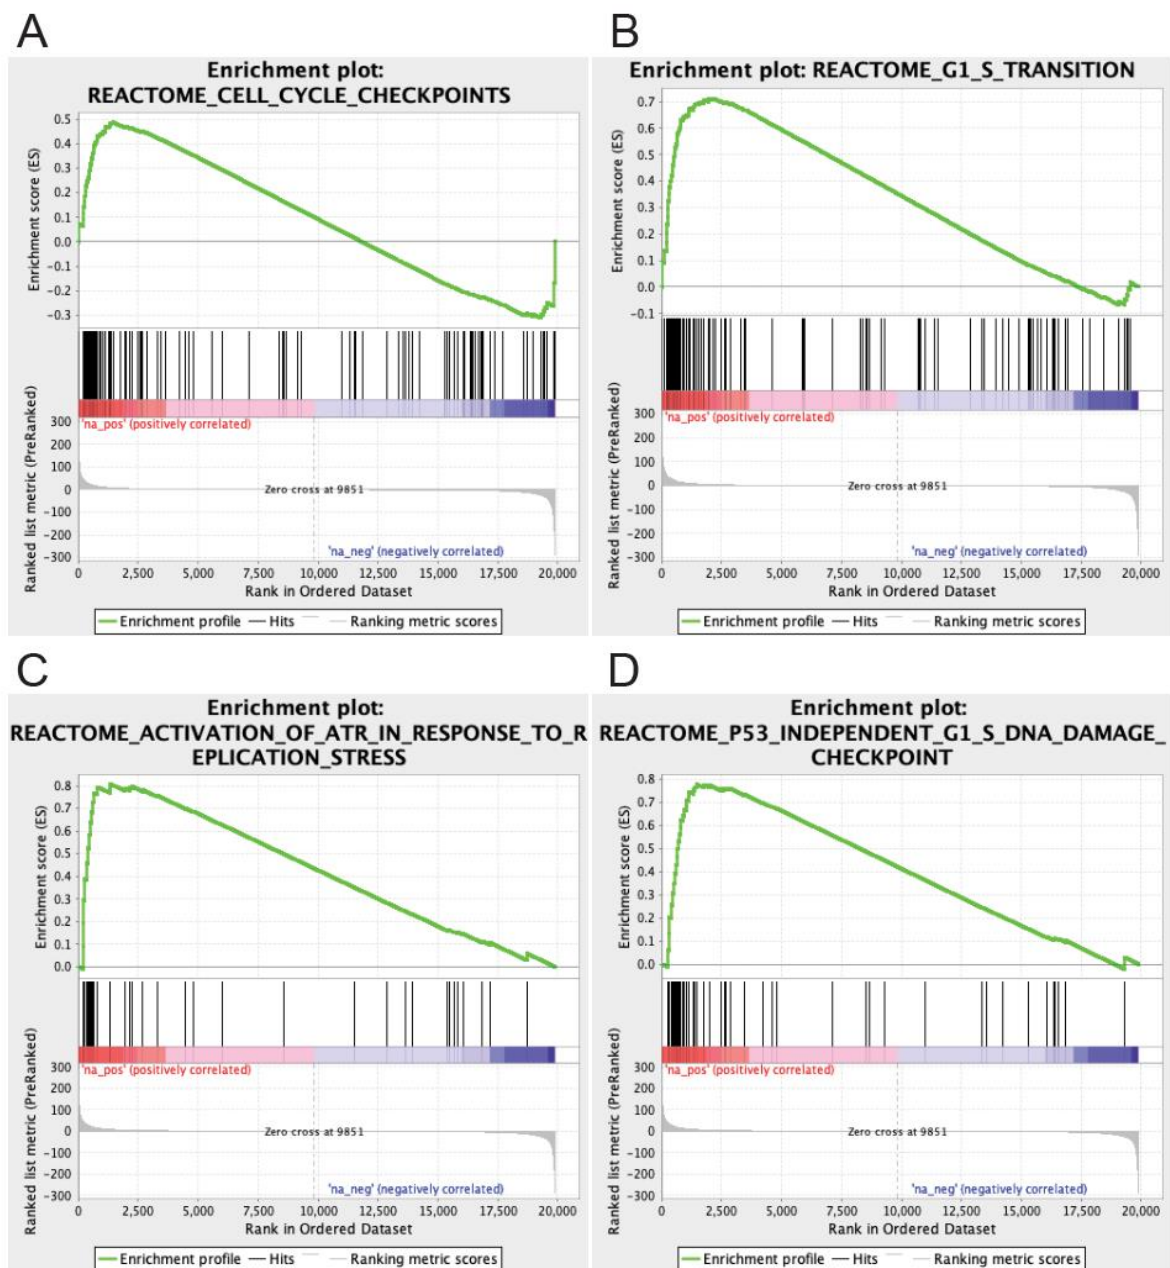 A
Enrichment plot:
REACTOME_CELL_CYCLE_CHECKPOINTS
Enrichment score (ES)
0.5
0.4
0.3
0.2
0.1
0.0
-0.1
-0.2
-0.3
'na_pos' (positively correlated)
Ranked list metric (PreRanked)
300
200
100
0
-100
-200
-300
Zero cross at 9851
'na_neg' (negatively correlated)
0 2,500 5,000 7,500 10,000 12,500 15,000 17,500 20,000
Rank in Ordered Dataset
Enrichment profile Hits Ranking metric scores
B
Enrichment plot: REACTOME_G1_S_TRANSITION
Enrichment score (ES)
0.7
0.6
0.5
0.4
0.3
0.2
0.1
0.0
-0.1
'na_pos' (positively correlated)
Ranked list metric (PreRanked)
300
200
100
0
-100
-200
-300
Zero cross at 9851
'na_neg' (negatively correlated)
0 2,500 5,000 7,500 10,000 12,500 15,000 17,500 20,000
Rank in Ordered Dataset
Enrichment profile Hits Ranking metric scores
C
Enrichment plot:
REACTOME_ACTIVATION_OF_ATR_IN_RESPONSE_TO_R
EPLICATION_STRESS
Enrichment score (ES)
0.8
0.7
0.6
0.5
0.4
0.3
0.2
0.1
0.0
'na_pos' (positively correlated)
Ranked list metric (PreRanked)
300
200
100
0
-100
-200
-300
Zero cross at 9851
'na_neg' (negatively correlated)
0 2,500 5,000 7,500 10,000 12,500 15,000 17,500 20,000
Rank in Ordered Dataset
Enrichment profile Hits Ranking metric scores
D
Enrichment plot:
REACTOME_P53_INDEPENDENT_G1_S_DNA_DAMAGE_
CHECKPOINT
Enrichment score (ES)
0.8
0.7
0.6
0.5
0.4
0.3
0.2
0.1
0.0
'na_pos' (positively correlated)
Ranked list metric (PreRanked)
300
200
100
0
-100
-200
-300
Zero cross at 9851
'na_neg' (negatively correlated)
0 2,500 5,000 7,500 10,000 12,500 15,000 17,500 20,000
Rank in Ordered Dataset
Enrichment profile Hits Ranking metric scores